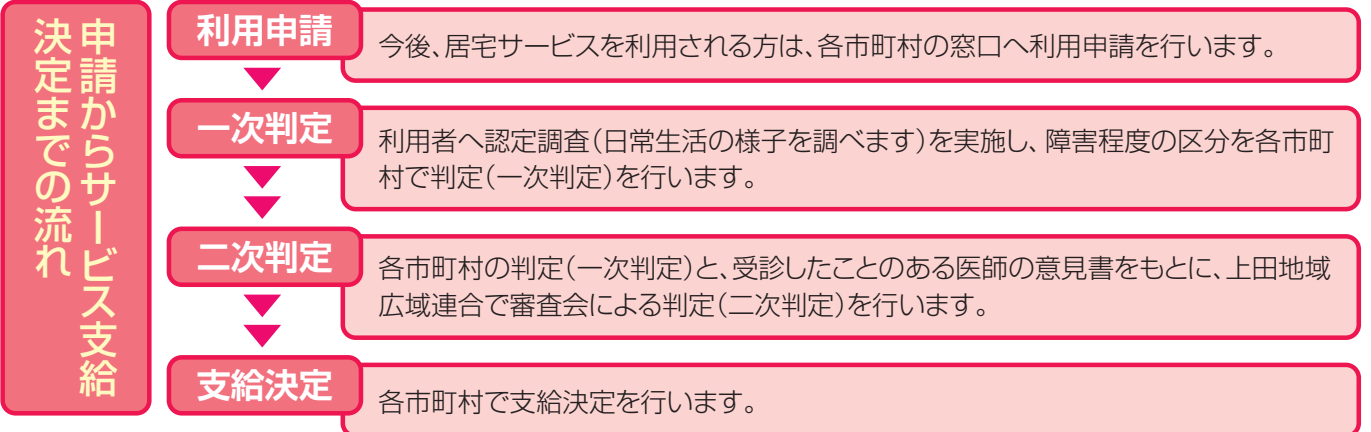 申請からサービス支給
決定までの流れ
利用申請
今後、居宅サービスを利用される方は、各市町村の窓口へ利用申請を行います。
一次判定
利用者へ認定調査(日常生活の様子を調べます)を実施し、障害程度の区分を各市町
村で判定(一次判定)を行います。
二次判定
各市町村の判定(一次判定)と、受診したことのある医師の意見書をもとに、上田地域
広域連合で審査会による判定(二次判定)を行います。
支給決定
各市町村で支給決定を行います。